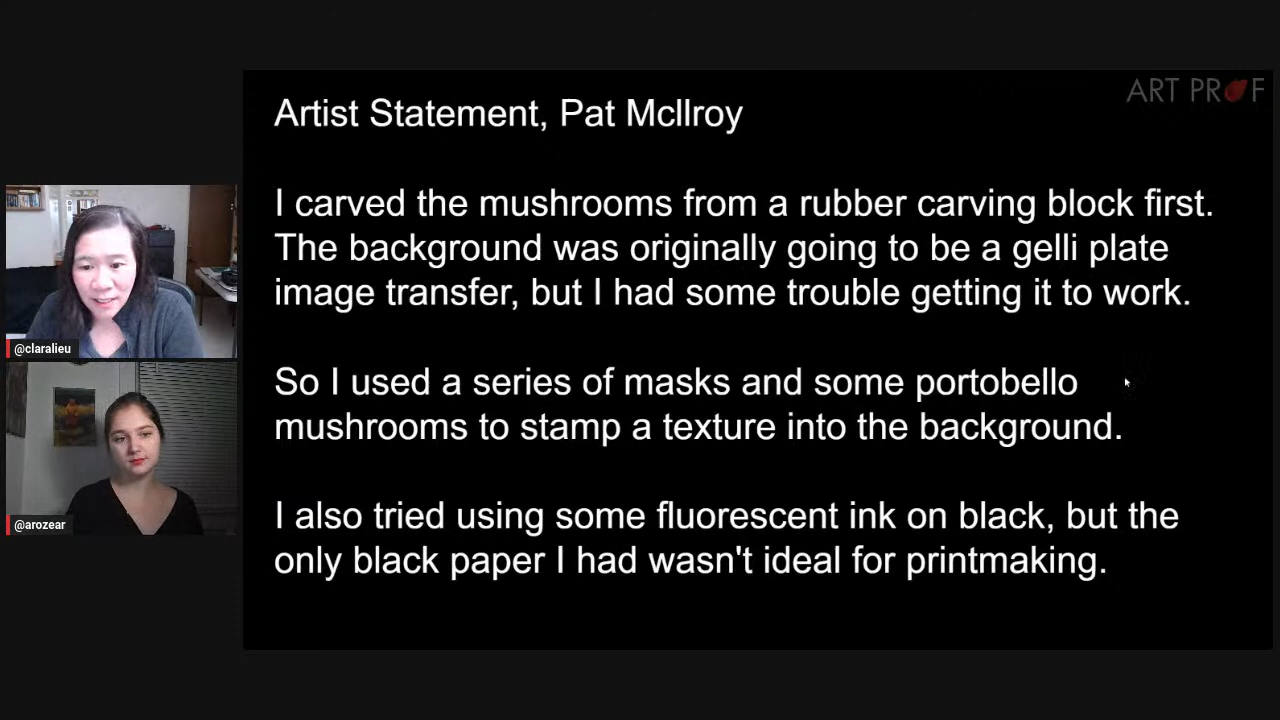 ART PROF
Artist Statement, Pat McIlroy
I carved the mushrooms from a rubber carving block first.
The background was originally going to be a gelli plate
image transfer, but I had some trouble getting it to work.
So I used a series of masks and some portobello
mushrooms to stamp a texture into the background.
I also tried using some fluorescent ink on black, but the
only black paper I had wasn't ideal for printmaking.
@claralieu
@arozear